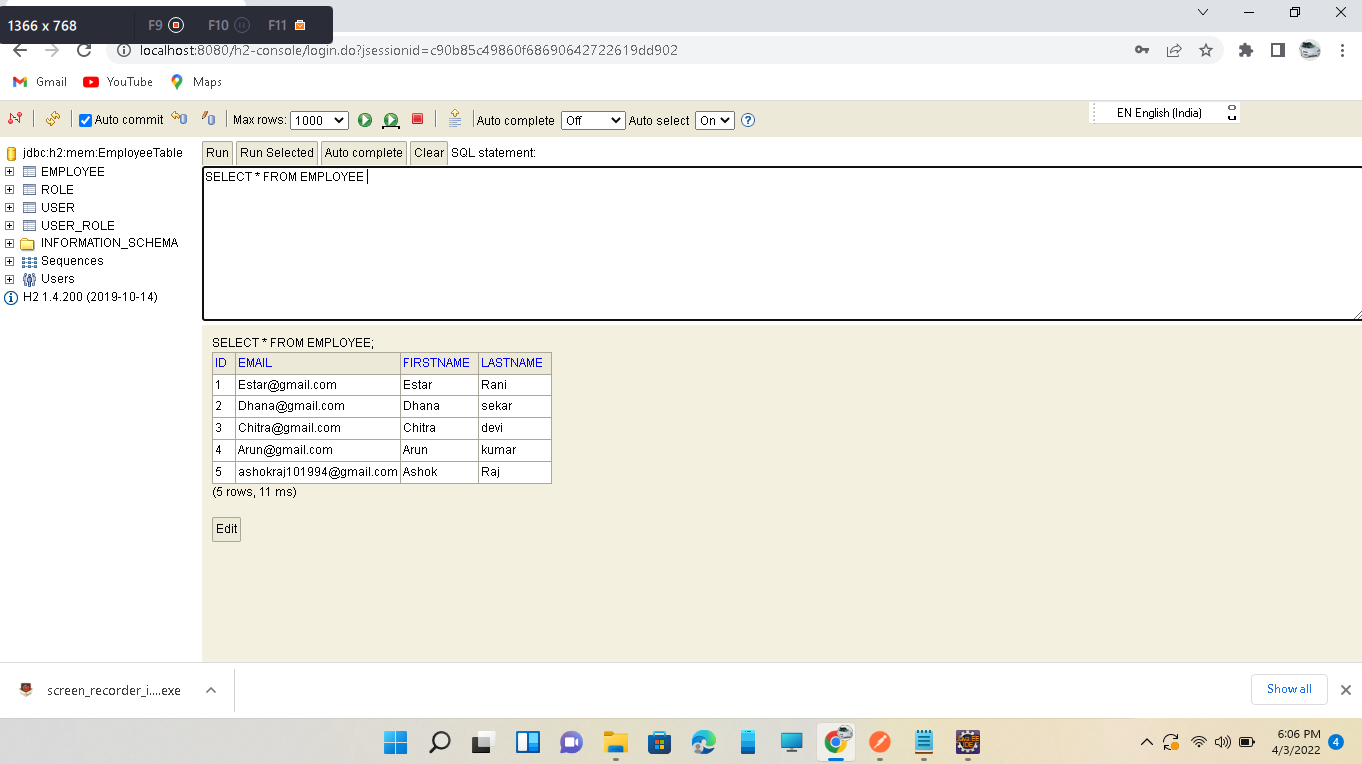 1366 x 768 F9 F10 F11
localhost:8080/h2-console/login.do?jsessionid=c90b85c49860f68690642722619dd902
Gmail YouTube Maps
Auto commit Max rows: 1000 Auto complete Off Auto select On ? EN English (India)
jdbc:h2:mem:EmployeeTable
EMPLOYEE
ROLE
USER
USER_ROLE
INFORMATION_SCHEMA
Sequences
Users
H2 1.4.200 (2019-10-14)
Run Run Selected Auto complete Clear SQL statement:
SELECT * FROM EMPLOYEE
SELECT * FROM EMPLOYEE;
ID EMAIL FIRSTNAME LASTNAME
1 Estar@gmail.com Estar Rani
2 Dhana@gmail.com Dhana sekar
3 Chitra@gmail.com Chitra devi
4 Arun@gmail.com Arun kumar
5 ashokraj101994@gmail.com Ashok Raj
(5 rows, 11 ms)
Edit
screen_recorder_i....exe Show all
6:06 PM
4/3/2022 4